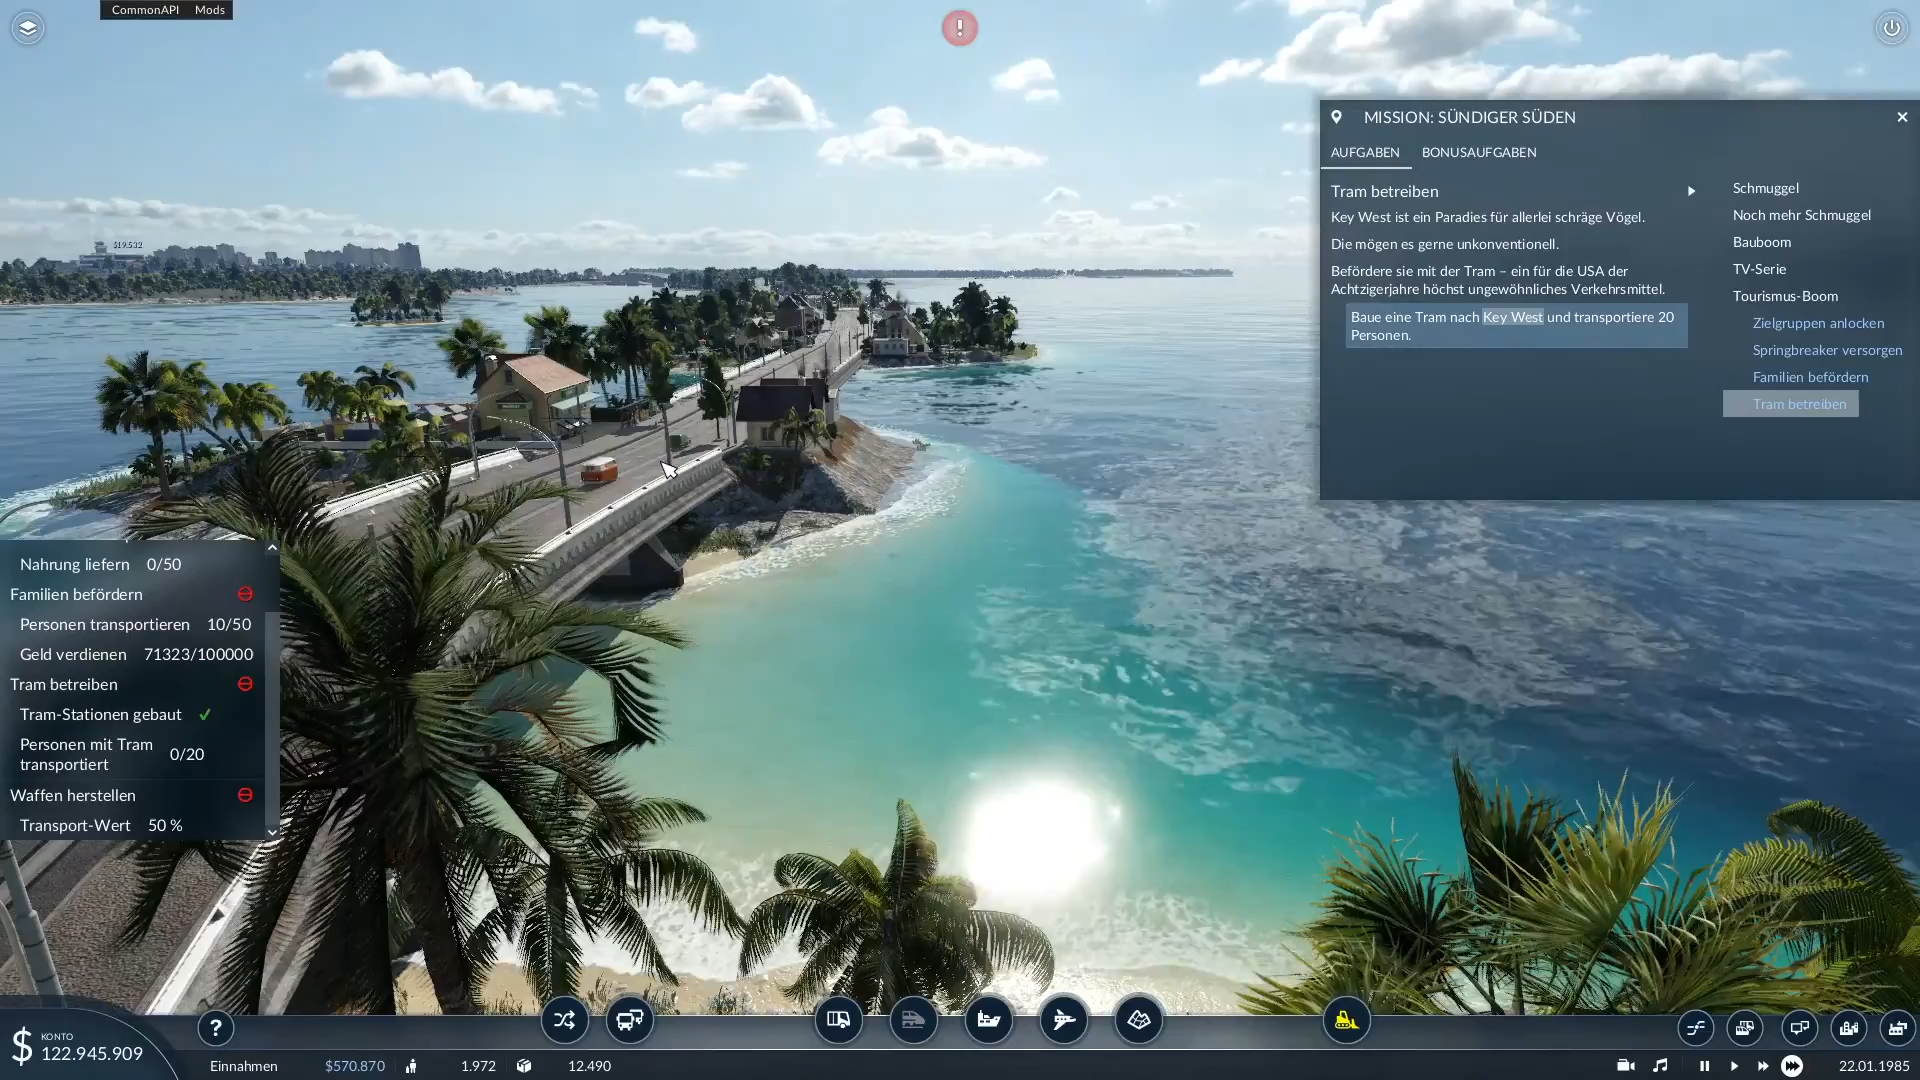 CommonAPI Mods
$19.532
MISSION: SÜNDIGER SÜDEN
AUFGABEN BONUSAUFGABEN
Tram betreiben
Key West ist ein Paradies für allerlei schräge Vögel.
Die mögen es gerne unkonventionell.
Befördere sie mit der Tram – ein für die USA der
Achtzigerjahre höchst ungewöhnliches Verkehrsmittel.
Baue eine Tram nach Key West und transportiere 20
Personen.
Schmuggel
Noch mehr Schmuggel
Bauboom
TV-Serie
Tourismus-Boom
Zielgruppen anlocken
Springbreaker versorgen
Familien befördern
Tram betreiben
Nahrung liefern 0/50
Familien befördern
Personen transportieren 10/50
Geld verdienen 71323/100000
Tram betreiben
Tram-Stationen gebaut
Personen mit Tram
transportiert 0/20
Waffen herstellen
Transport-Wert 50 %
$ KONTO
122.945.909
?
Einnahmen $570.870 1.972 12.490
22.01.1985